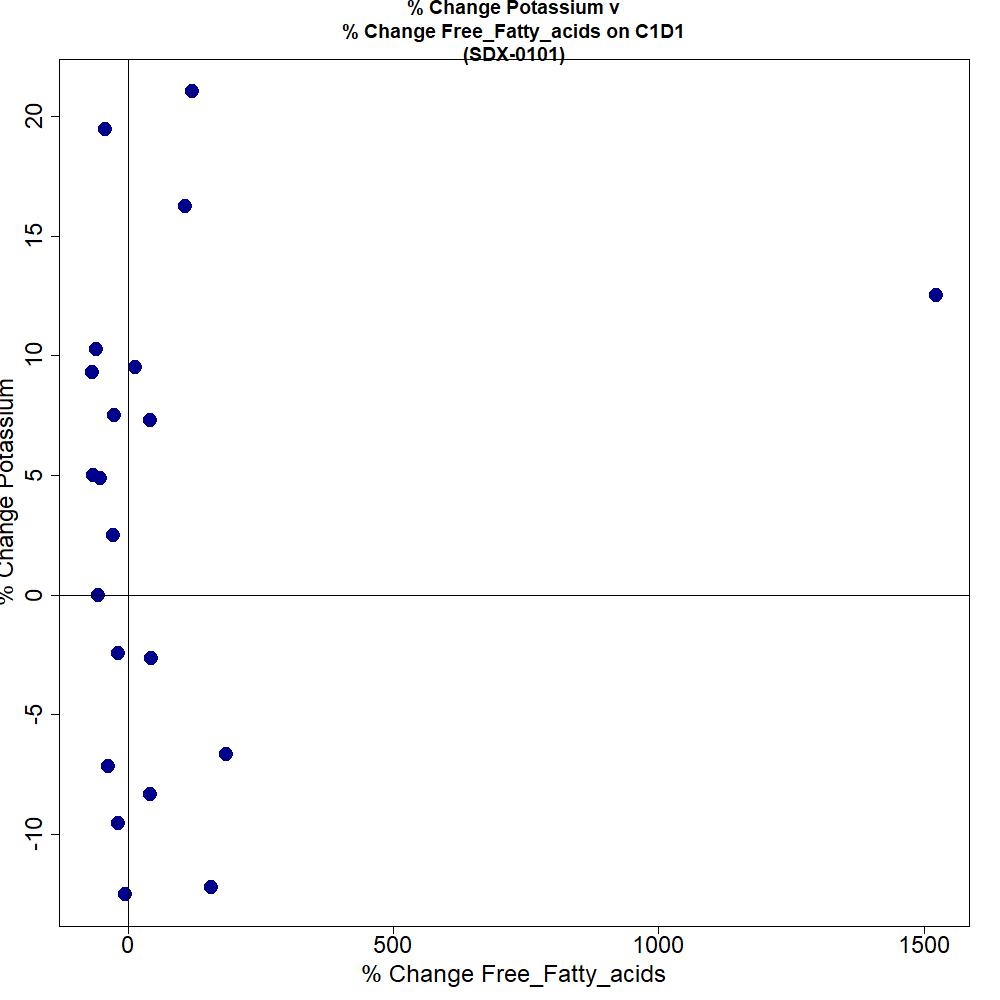 % Change Potassium v
% Change Free_Fatty_acids on C1D1
(SDX-0101)
% Change Potassium
20
15
10
5
0
-5
-10
0
500
1000
1500
% Change Free_Fatty_acids